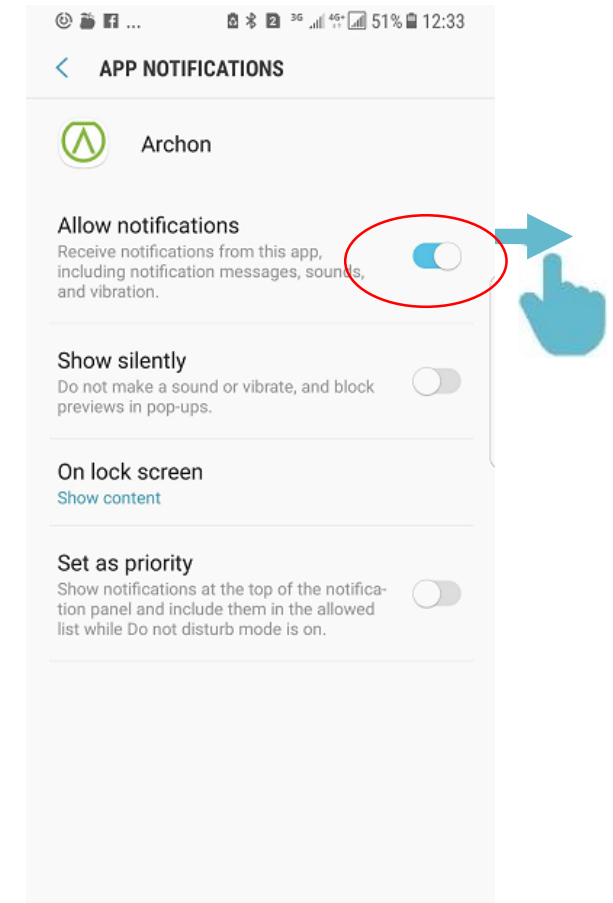 ... 2 3G 4G+ 51% 12:33
APP NOTIFICATIONS
Archon
Allow notifications
Receive notifications from this app,
including notification messages, sounds,
and vibration.
Show silently
Do not make a sound or vibrate, and block
previews in pop-ups.
On lock screen
Show content
Set as priority
Show notifications at the top of the notifica-
tion panel and include them in the allowed
list while Do not disturb mode is on.